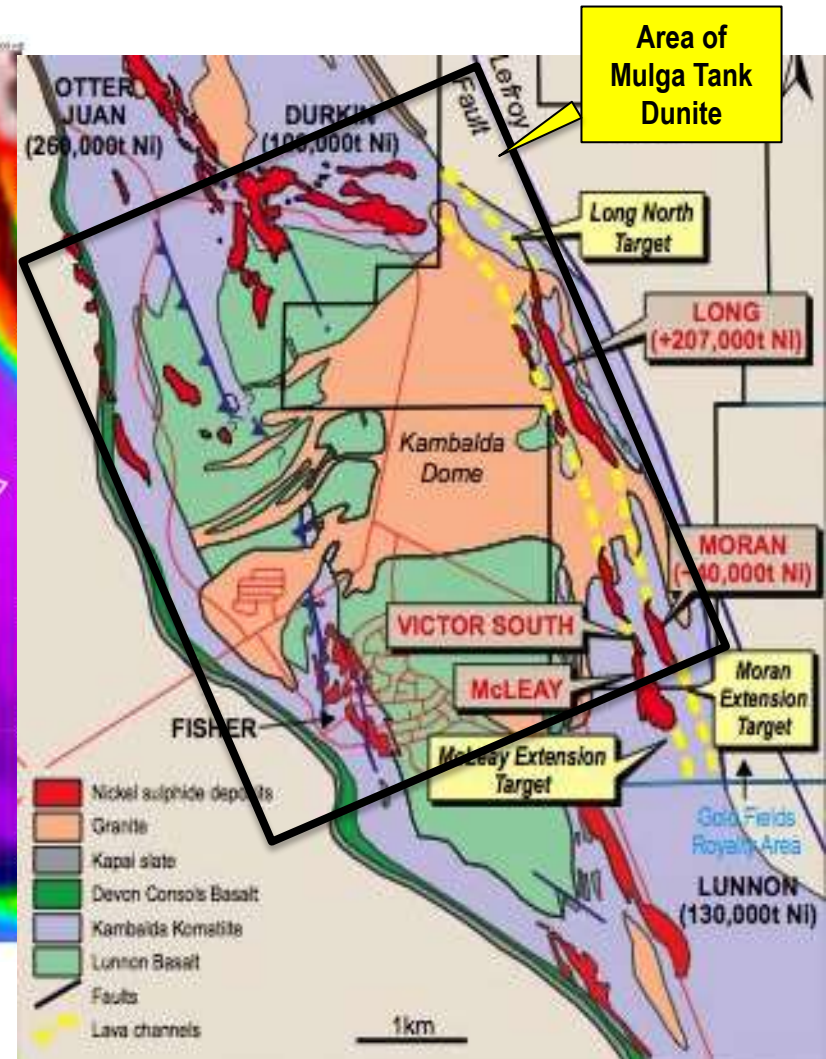 Area of
Mulga Tank
Dunite
Lefroy
Fault
OTTER
JUAN
DURKIN
Long North
Target
LONG
(+207,000t Ni)
Kambalda
Dome
MORAN
VICTOR SOUTH
McLEAY
Moran
Extension
Target
FISHER
McLeay Extension
Target
Gold Fields
Royalty Area
LUNNON
(130,000t Ni)
Nickel sulphide deposits
Granite
Kapai slate
Devon Consols Basalt
Kambalda Komatiite
Lunnon Basalt
Faults
Lava channels
1km